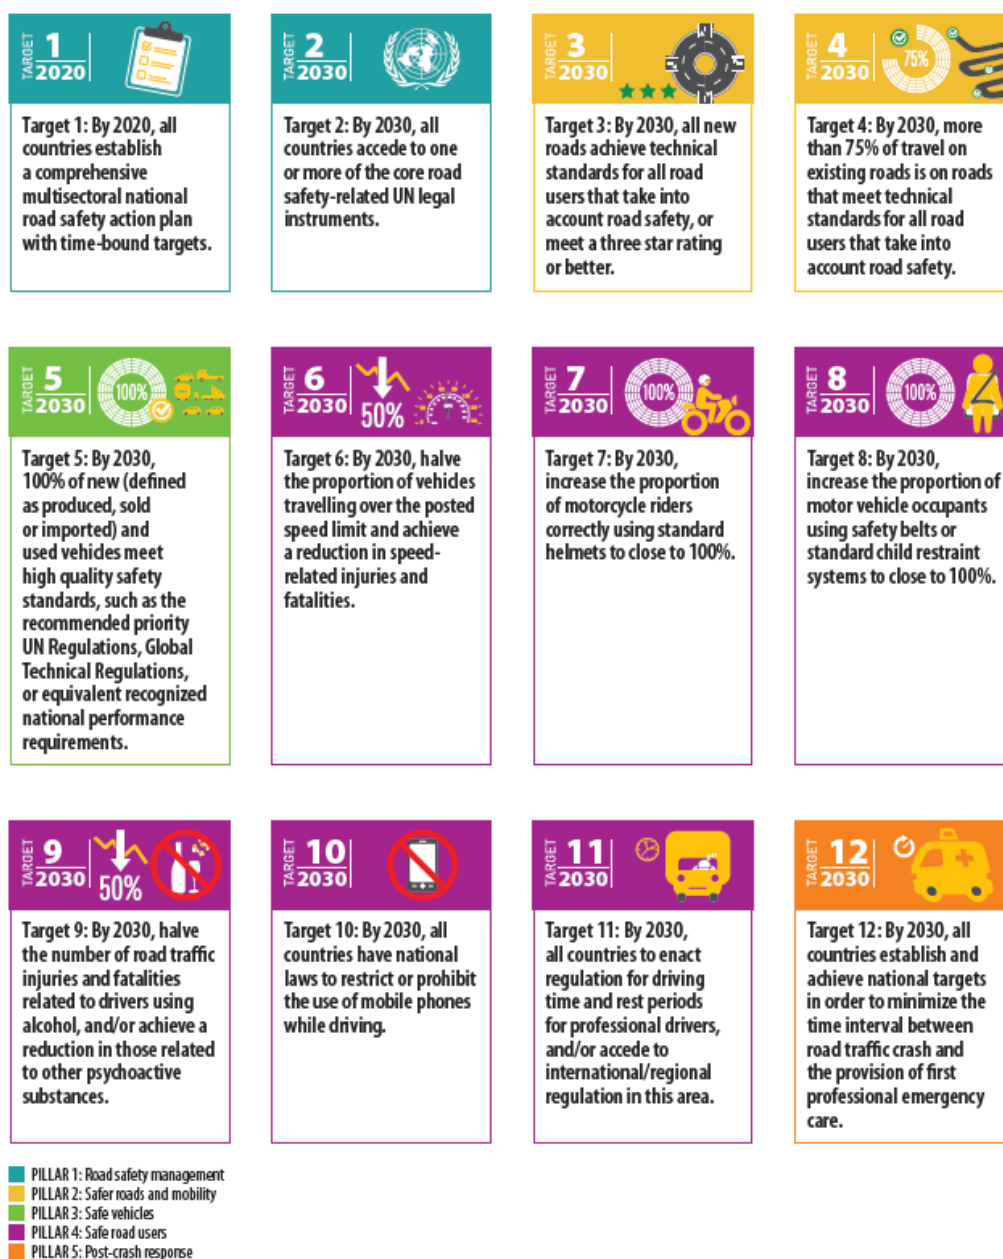 TARGET 1 2020
Target 1: By 2020, all
countries establish
a comprehensive
multisectoral national
road safety action plan
with time-bound targets.
TARGET 2 2030
Target 2: By 2030, all
countries accede to one
or more of the core road
safety-related UN legal
instruments.
TARGET 3 2030
Target 3: By 2030, all new
roads achieve technical
standards for all road
users that take into
account road safety, or
meet a three star rating
or better.
TARGET 4 2030
75%
Target 4: By 2030, more
than 75% of travel on
existing roads is on roads
that meet technical
standards for all road
users that take into
account road safety.
TARGET 5 2030
100%
Target 5: By 2030,
100% of new (defined
as produced, sold
or imported) and
used vehicles meet
high quality safety
standards, such as the
recommended priority
UN Regulations, Global
Technical Regulations,
or equivalent recognized
national performance
requirements.
TARGET 6 2030
50%
Target 6: By 2030, halve
the proportion of vehicles
travelling over the posted
speed limit and achieve
a reduction in speed-
related injuries and
fatalities.
TARGET 7 2030
100%
Target 7: By 2030,
increase the proportion
of motorcycle riders
correctly using standard
helmets to close to 100%.
TARGET 8 2030
100%
Target 8: By 2030,
increase the proportion of
motor vehicle occupants
using safety belts or
standard child restraint
systems to close to 100%.
TARGET 9 2030
50%
Target 9: By 2030, halve
the number of road traffic
injuries and fatalities
related to drivers using
alcohol, and/or achieve a
reduction in those related
to other psychoactive
substances.
TARGET 10 2030
Target 10: By 2030, all
countries have national
laws to restrict or prohibit
the use of mobile phones
while driving.
TARGET 11 2030
Target 11: By 2030,
all countries to enact
regulation for driving
time and rest periods
for professional drivers,
and/or accede to
international/regional
regulation in this area.
TARGET 12 2030
Target 12: By 2030, all
countries establish and
achieve national targets
in order to minimize the
time interval between
road traffic crash and
the provision of first
professional emergency
care.
PILLAR 1: Road safety management
PILLAR 2: Safer roads and mobility
PILLAR 3: Safe vehicles
PILLAR 4: Safe road users
PILLAR 5: Post-crash response